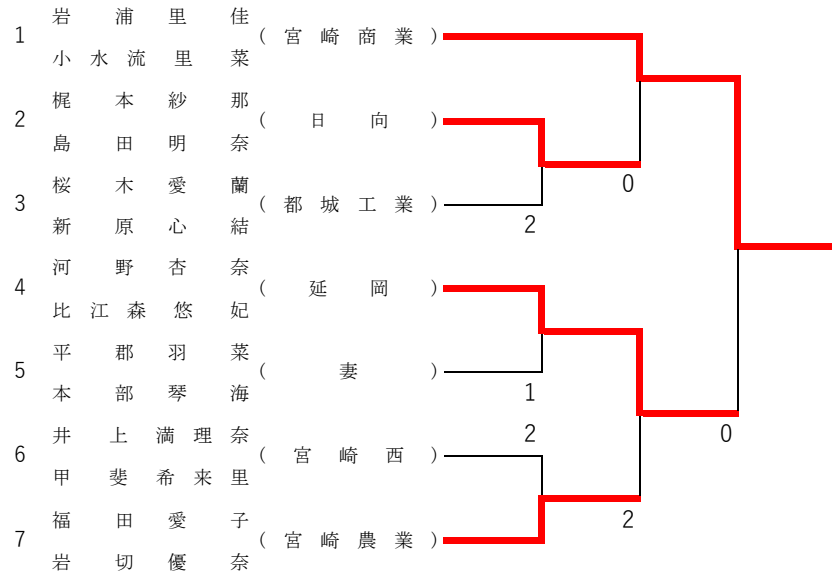 岩浦里佳
1 (宮崎商業)
小水流里菜
梶本紗那
2 (日向)
島田明奈
0
桜木愛蘭
3 (都城工業)
2
新原心結
河野杏奈
4 (延岡)
比江森悠妃
平郡羽菜
5 (妻)
1
本部琴海
井上満理奈
2
0
6 (宮崎西)
甲斐希来里
福田愛子
2
7 (宮崎農業)
岩切優奈